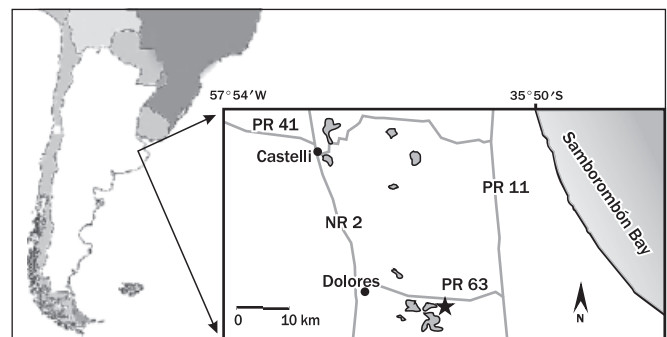 57°54'W
35°50'S
PR 41
Castelli
Samborombón Bay
PR 11
NR 2
Dolores
PR 63
0 10 km
N